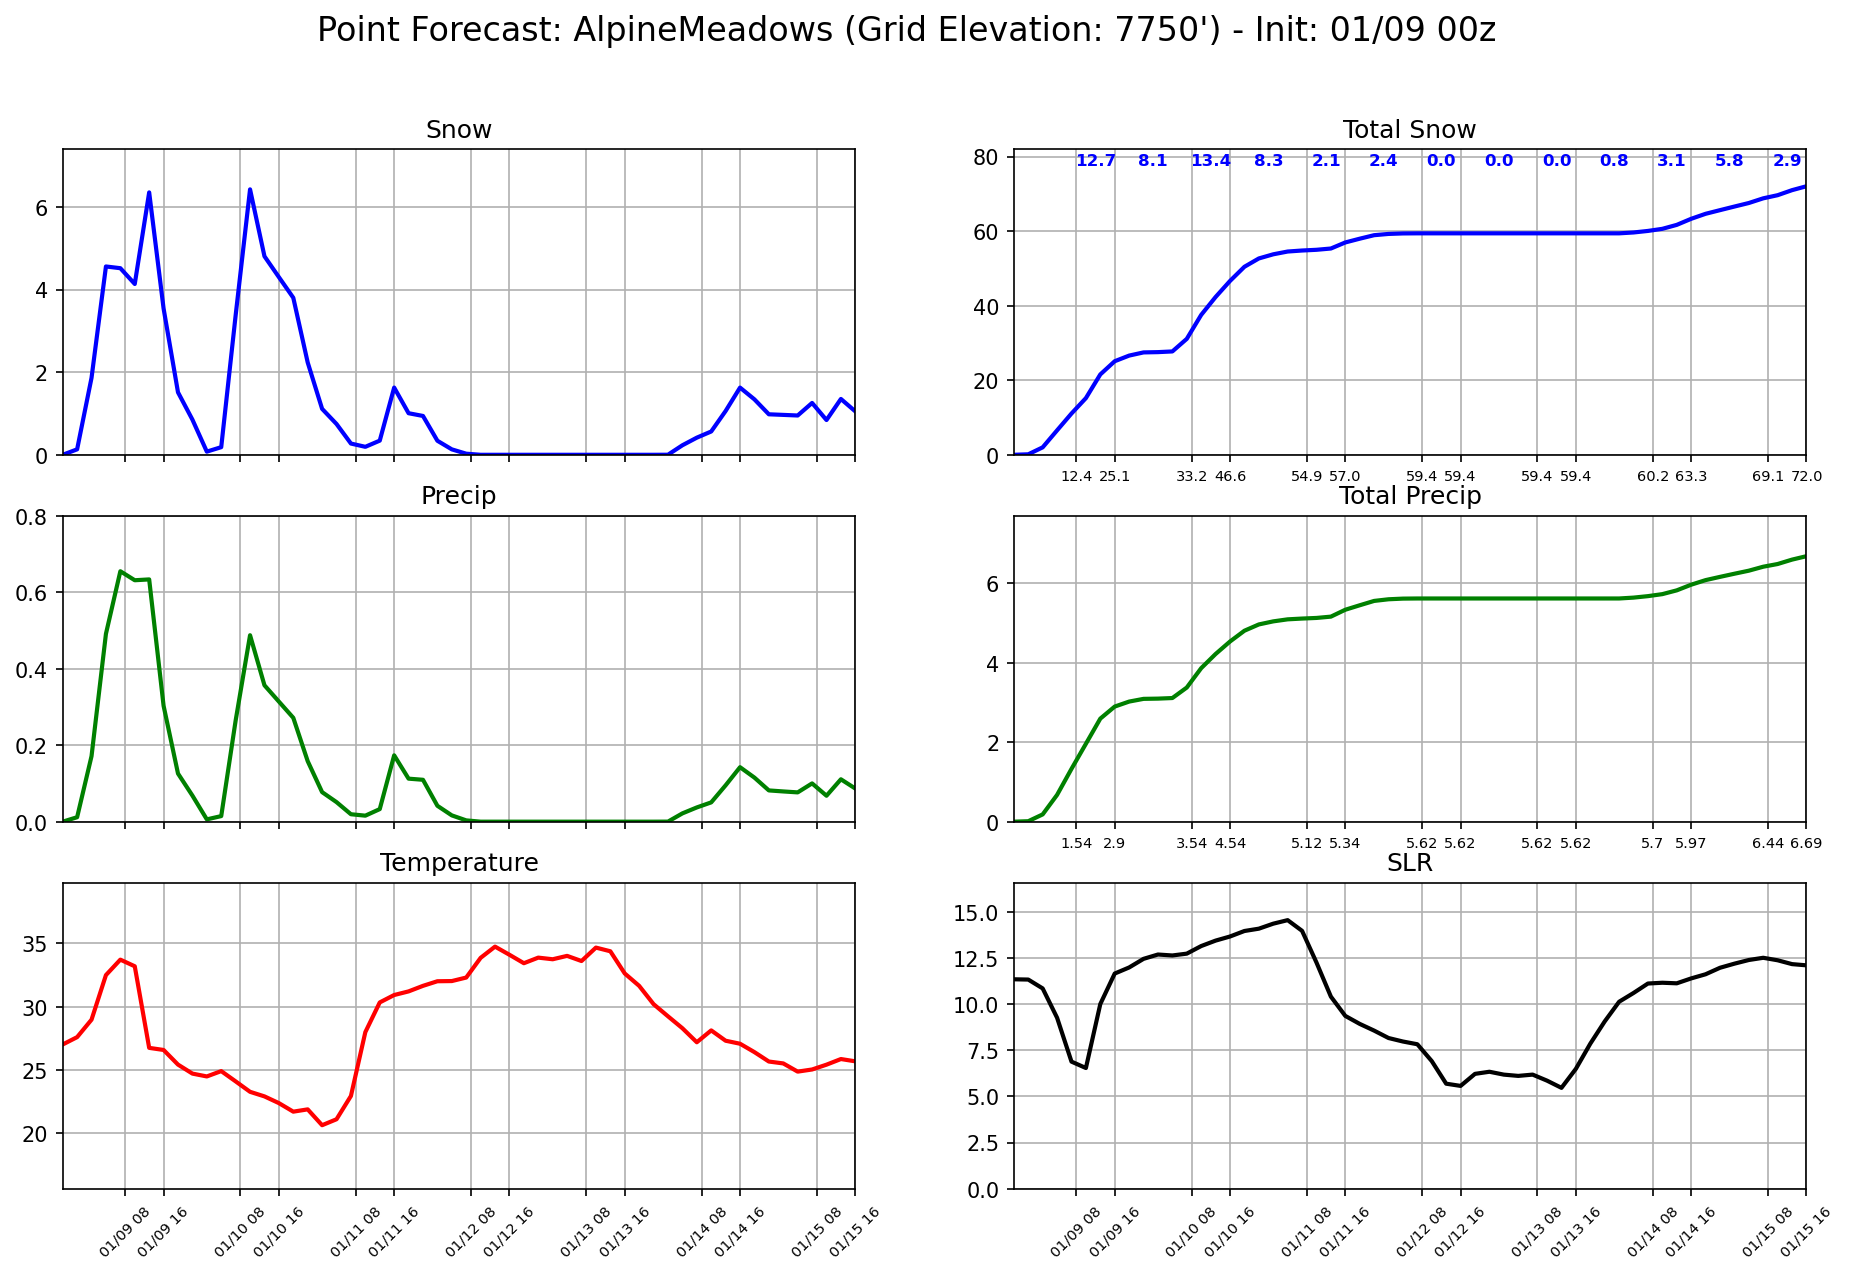 Point Forecast: AlpineMeadows (Grid Elevation: 7750') - Init: 01/09 00z
Snow
6
4
2
0
Total Snow
12.7 8.1 13.4 8.3 2.1 2.4 0.0 0.0 0.0 0.8 3.1 5.8 2.9
80
60
40
20
0
12.4 25.1 33.2 46.6 54.9 57.0 59.4 59.4 59.4 59.4 60.2 63.3 69.1 72.0
Precip
0.8
0.6
0.4
0.2
0.0
Total Precip
6
4
2
0
1.54 2.9 3.54 4.54 5.12 5.34 5.62 5.62 5.62 5.62 5.7 5.97 6.44 6.69
Temperature
35
30
25
20
01/09 08 01/09 16 01/10 08 01/10 16 01/11 08 01/11 16 01/12 08 01/12 16 01/13 08 01/13 16 01/14 08 01/14 16 01/15 08 01/15 16
SLR
15.0
12.5
10.0
7.5
5.0
2.5
0.0
01/09 08 01/09 16 01/10 08 01/10 16 01/11 08 01/11 16 01/12 08 01/12 16 01/13 08 01/13 16 01/14 08 01/14 16 01/15 08 01/15 16